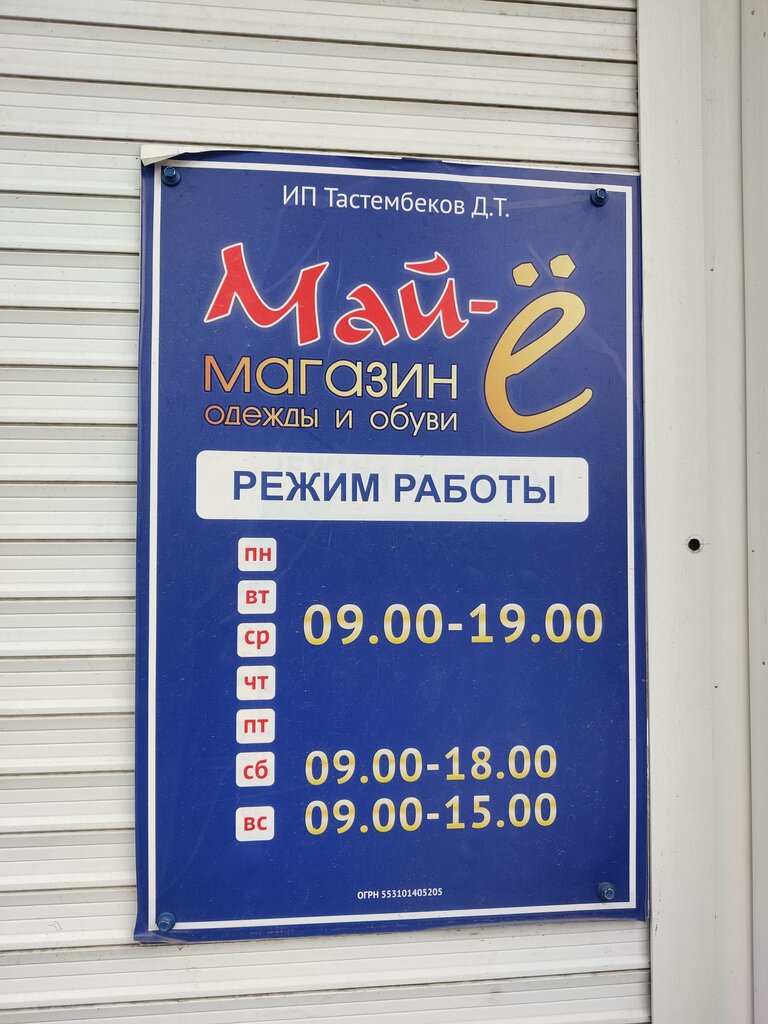 ИП Тастембеков Д.Т.
Май-Ё
магазин
одежды и обуви
РЕЖИМ РАБОТЫ
пн
вт
ср
09.00-19.00
чт
пт
сб 09.00-18.00
вс 09.00-15.00
ОГРН 553101405205